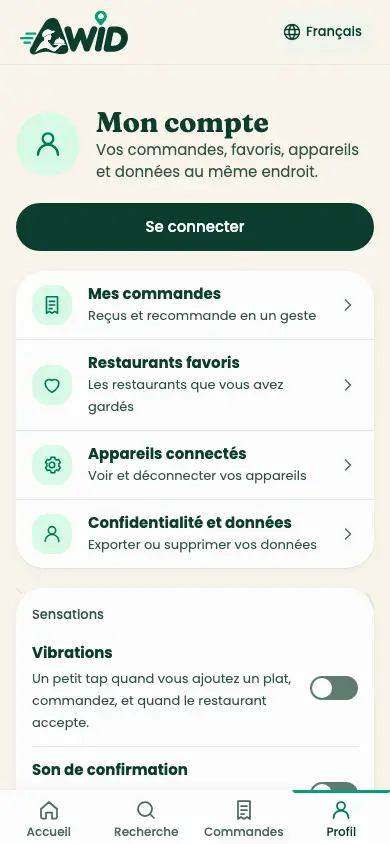 AWID
Français
Mon compte
Vos commandes, favoris, appareils
et données au même endroit.
Se connecter
Mes commandes
Reçus et recommande en un geste
Restaurants favoris
Les restaurants que vous avez
gardés
Appareils connectés
Voir et déconnecter vos appareils
Confidentialité et données
Exporter ou supprimer vos données
Sensations
Vibrations
Un petit tap quand vous ajoutez un plat,
commandez, et quand le restaurant
accepte.
Son de confirmation
Accueil
Recherche
Commandes
Profil